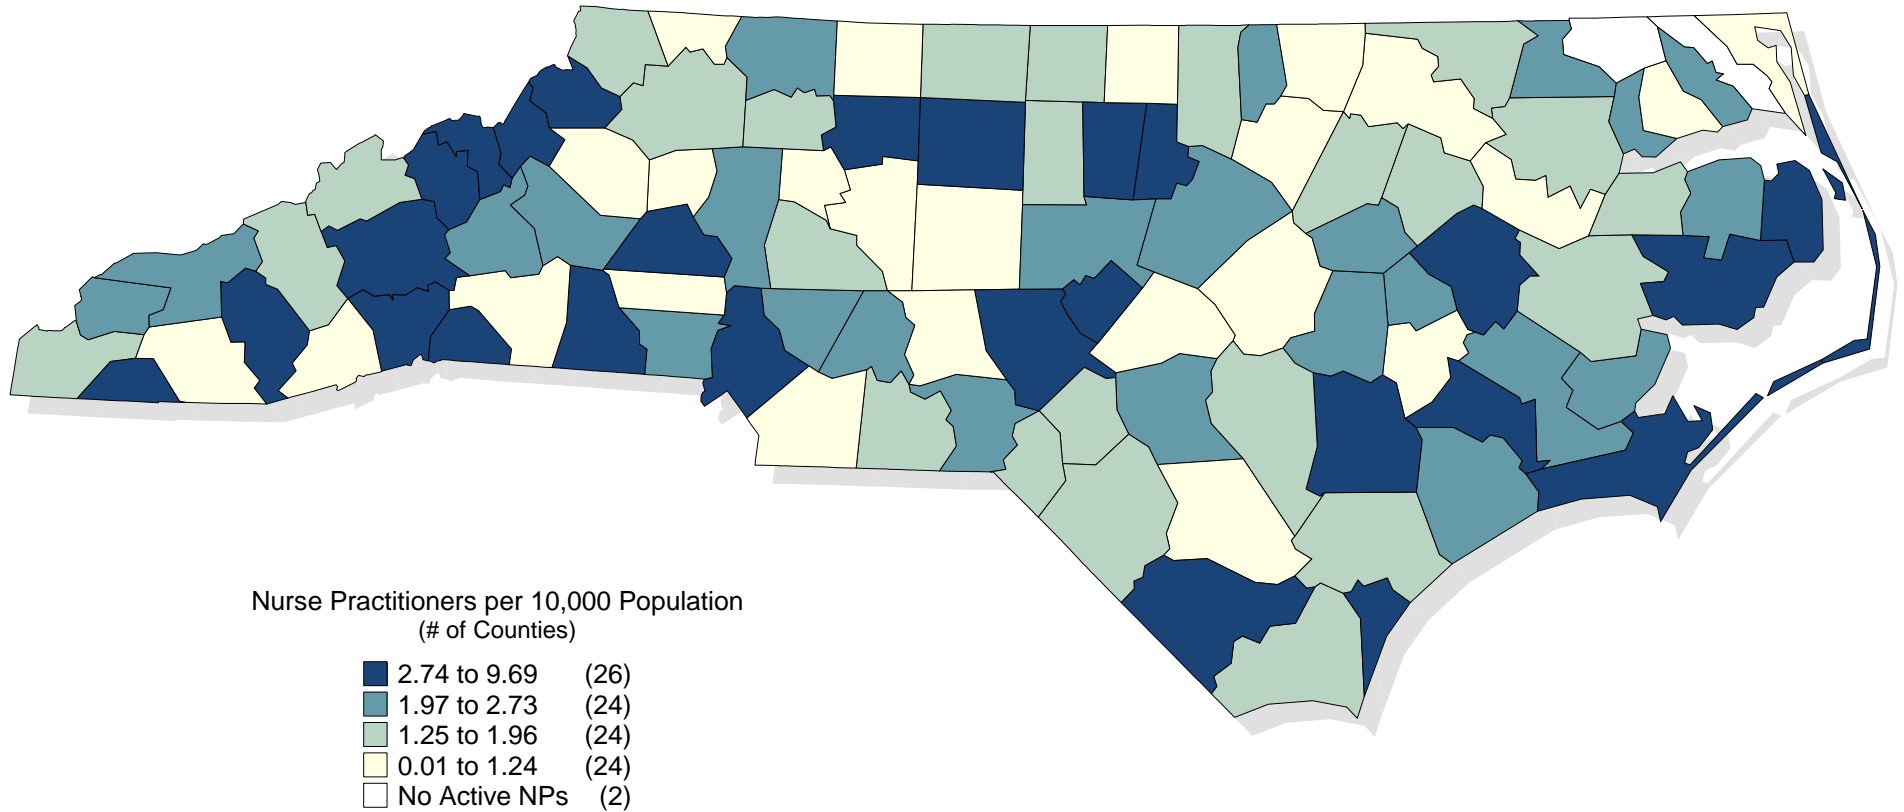 Nurse Practitioners per 10,000 Population
(# of Counties)
2.74 to 9.69 (26)
1.97 to 2.73 (24)
1.25 to 1.96 (24)
0.01 to 1.24 (24)
No Active NPs (2)